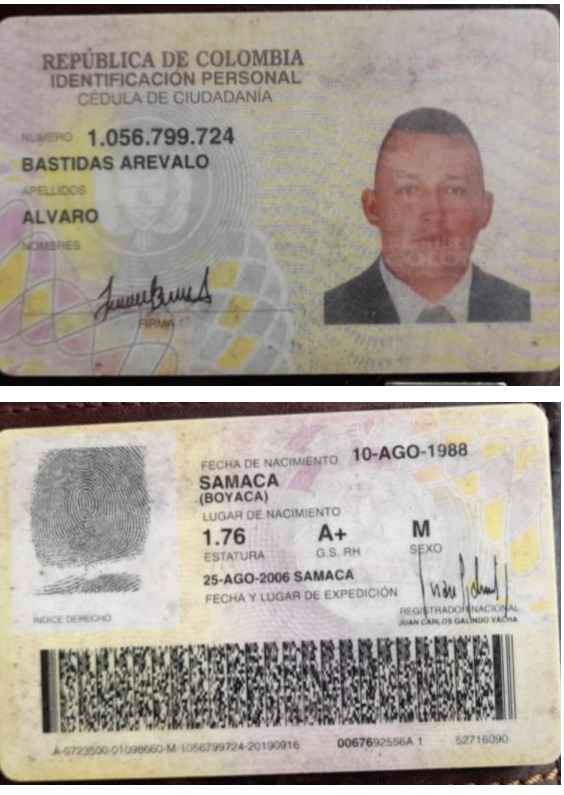 REPÚBLICA DE COLOMBIA
IDENTIFICACIÓN PERSONAL
CÉDULA DE CIUDADANÍA
NUMERO 1.056.799.724
BASTIDAS AREVALO
APELLIDOS
ALVARO
NOMBRES
FIRMA
FECHA DE NACIMIENTO 10-AGO-1988
SAMACA
(BOYACA)
LUGAR DE NACIMIENTO
1.76 A+ M
ESTATURA G.S. RH SEXO
25-AGO-2006 SAMACA
FECHA Y LUGAR DE EXPEDICIÓN
REGISTRADOR NACIONAL
JUAN CARLOS GALINDO VACHA
INDICE DERECHO
A-0723500-01098660-M-1056799724-20190916 0067692556A 1 52716090